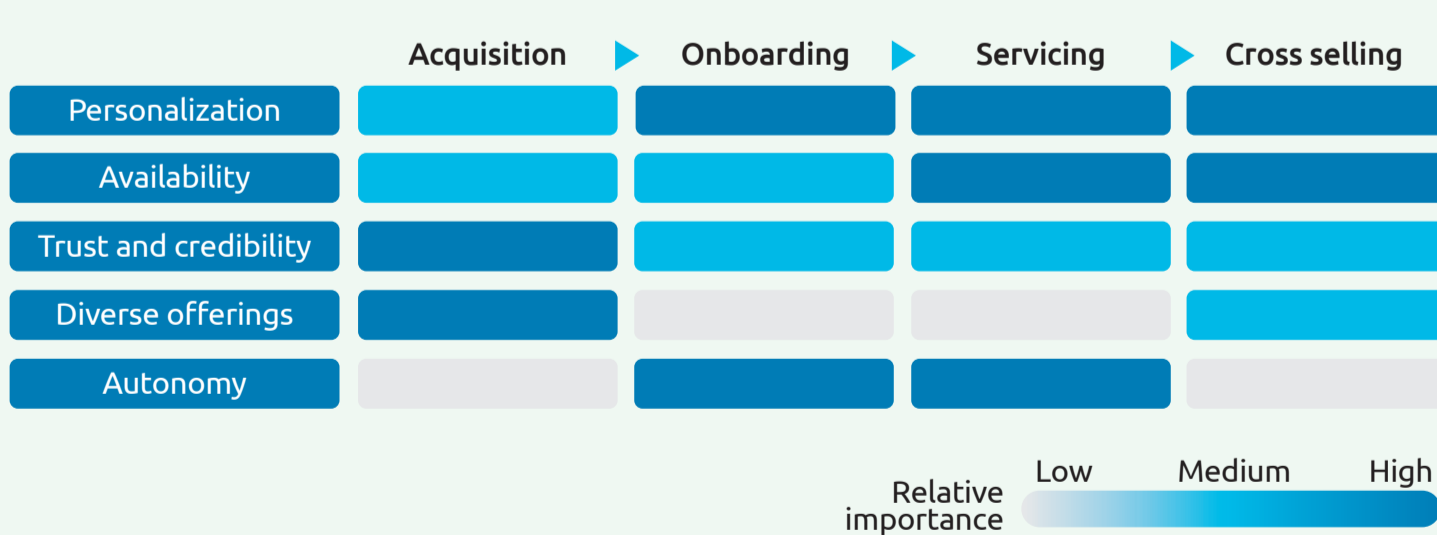 Acquisition Onboarding Servicing Cross selling
Personalization
Availability
Trust and credibility
Diverse offerings
Autonomy
Low Medium High
Relative
importance